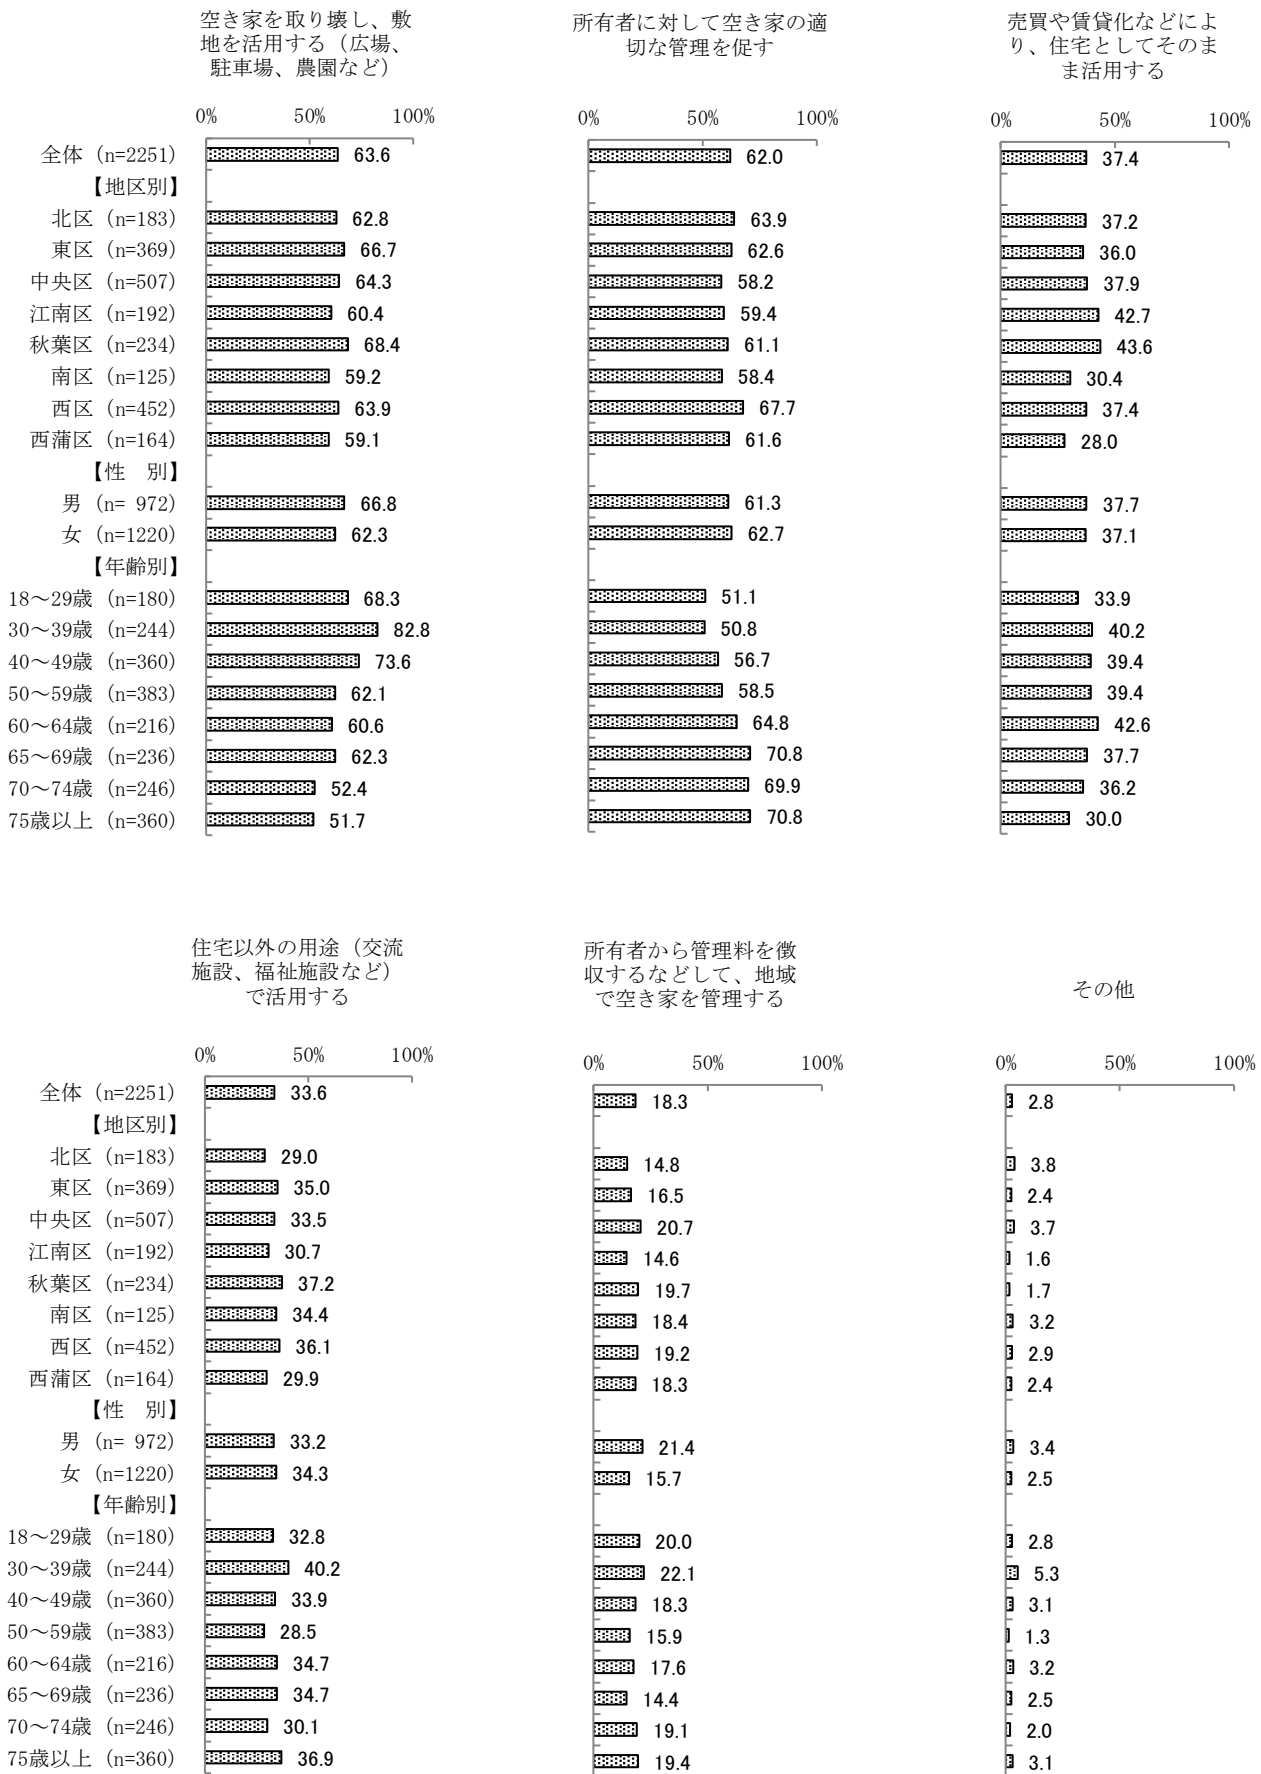 空き家を取り壊し、敷
地を活用する（広場、
駐車場、農園など）
所有者に対して空き家の適
切な管理を促す
売買や賃貸化などによ
り、住宅としてそのま
ま活用する
0% 50% 100% 0% 50% 100% 0% 50% 100%
全体（n=2251） 63.6 62.0 37.4
【地区別】
北区（n=183） 62.8 63.9 37.2
東区（n=369） 66.7 62.6 36.0
中央区（n=507） 64.3 58.2 37.9
江南区（n=192） 60.4 59.4 42.7
秋葉区（n=234） 68.4 61.1 43.6
南区（n=125） 59.2 58.4 30.4
西区（n=452） 63.9 67.7 37.4
西蒲区（n=164） 59.1 61.6 28.0
【性　別】
男（n= 972） 66.8 61.3 37.7
女（n=1220） 62.3 62.7 37.1
【年齢別】
18～29歳（n=180） 68.3 51.1 33.9
30～39歳（n=244） 82.8 50.8 40.2
40～49歳（n=360） 73.6 56.7 39.4
50～59歳（n=383） 62.1 58.5 39.4
60～64歳（n=216） 60.6 64.8 42.6
65～69歳（n=236） 62.3 70.8 37.7
70～74歳（n=246） 52.4 69.9 36.2
75歳以上（n=360） 51.7 70.8 30.0
住宅以外の用途（交流
施設、福祉施設など）
で活用する
所有者から管理料を徴
収するなどして、地域
で空き家を管理する
その他
0% 50% 100% 0% 50% 100% 0% 50% 100%
全体（n=2251） 33.6 18.3 2.8
【地区別】
北区（n=183） 29.0 14.8 3.8
東区（n=369） 35.0 16.5 2.4
中央区（n=507） 33.5 20.7 3.7
江南区（n=192） 30.7 14.6 1.6
秋葉区（n=234） 37.2 19.7 1.7
南区（n=125） 34.4 18.4 3.2
西区（n=452） 36.1 19.2 2.9
西蒲区（n=164） 29.9 18.3 2.4
【性　別】
男（n= 972） 33.2 21.4 3.4
女（n=1220） 34.3 15.7 2.5
【年齢別】
18～29歳（n=180） 32.8 20.0 2.8
30～39歳（n=244） 40.2 22.1 5.3
40～49歳（n=360） 33.9 18.3 3.1
50～59歳（n=383） 28.5 15.9 1.3
60～64歳（n=216） 34.7 17.6 3.2
65～69歳（n=236） 34.7 14.4 2.5
70～74歳（n=246） 30.1 19.1 2.0
75歳以上（n=360） 36.9 19.4 3.1